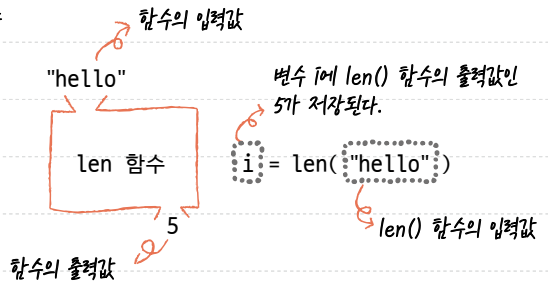 함수의 입력값
"hello"
len 함수
5
함수의 출력값
변수 i에 len() 함수의 출력값인
5가 저장된다.
i = len("hello")
len() 함수의 입력값